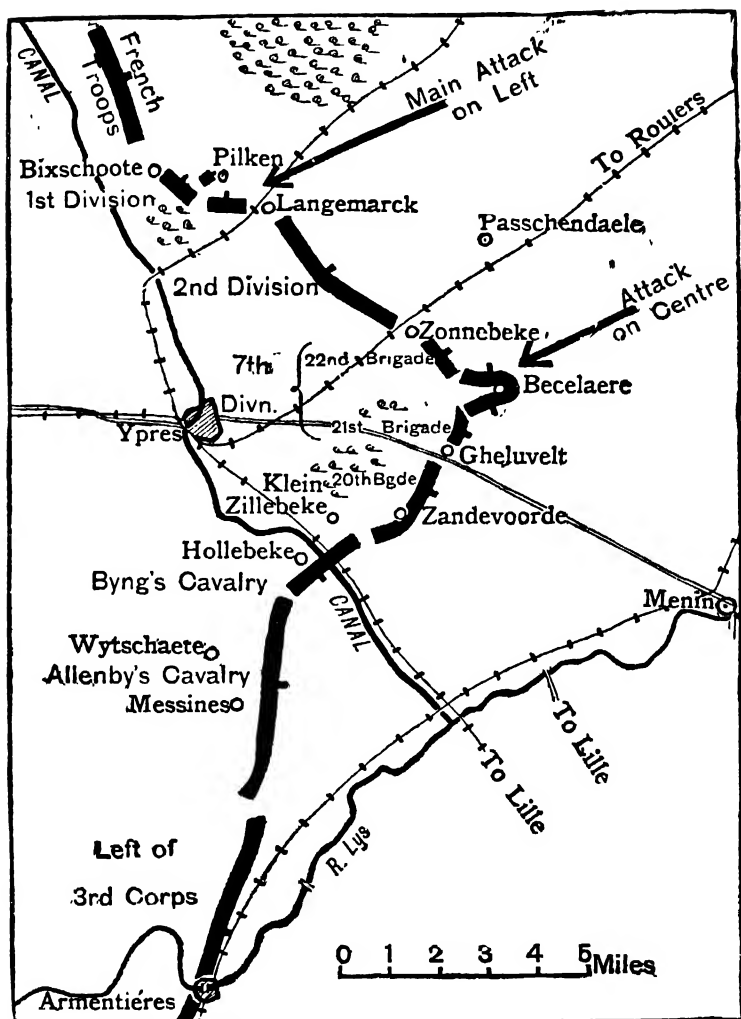 CANAL
French
Troops
Main Attack
on Left
To Roulers
Bixschoote
Pilken
1st Division
Langemarck
Passchendaele
2nd Division
Attack
on Centre
Zonnebeke
7th
Divn.
22nd Brigade
Becelaere
Ypres
21st Brigade
Gheluvelt
Klein
Zillebeke
20th Bgde
Zandevoorde
Hollebeke
Byng's Cavalry
CANAL
Menin
Wytschaete
Allenby's Cavalry
Messines
To Lille
To Lille
R. Lys
Left of
3rd Corps
0 1 2 3 4 5 Miles
Armentiéres